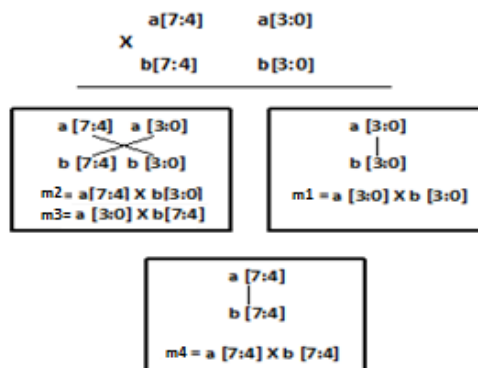 a[7:4] a[3:0]
X
b[7:4] b[3:0]
a [7:4] a [3:0]
b [7:4] b [3:0]
m2 = a[7:4] X b[3:0]
m3= a [3:0] X b[7:4]
a [3:0]
b [3:0]
m1 = a [3:0] X b [3:0]
a [7:4]
b [7:4]
m4 = a [7:4] X b [7:4]